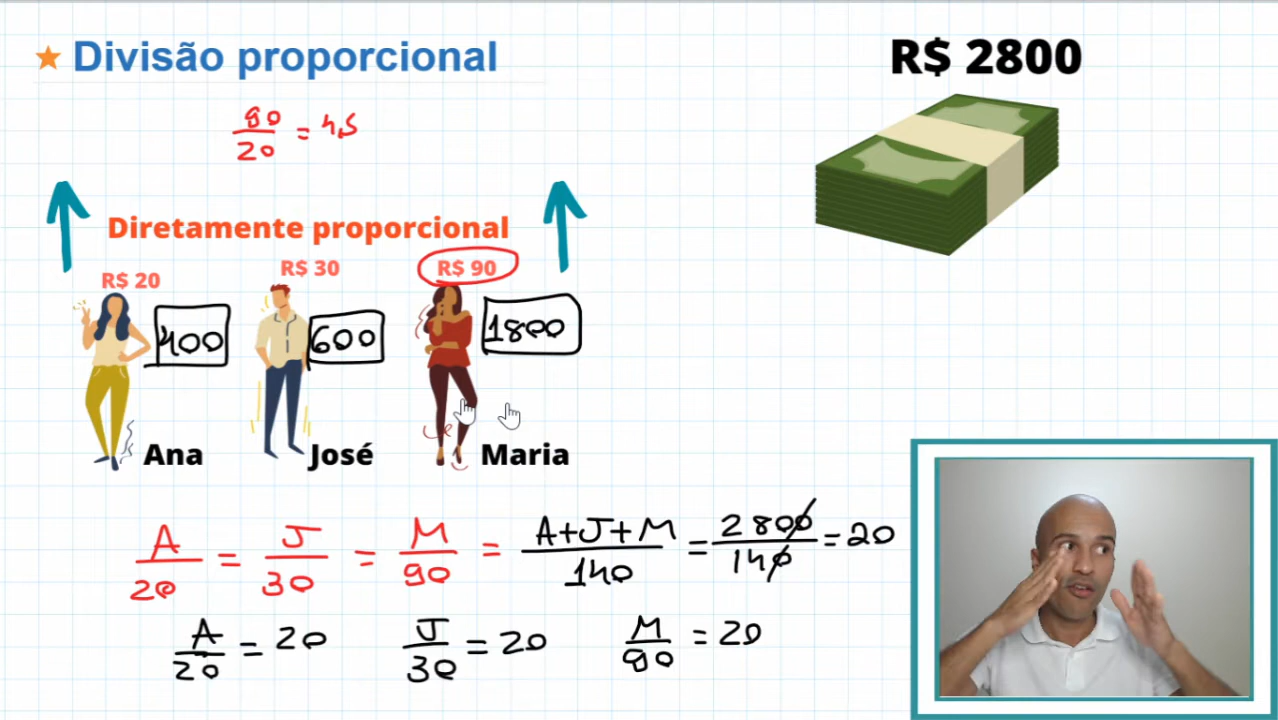 Divisão proporcional
R$ 2800
90/20 = 4,5
Diretamente proporcional
R$ 20 R$ 30 R$ 90
400 600 1800
Ana José Maria
A/20 = J/30 = M/90 = A+J+M/140 = 2800/140 = 20
A/20 = 20 J/30 = 20 M/90 = 20